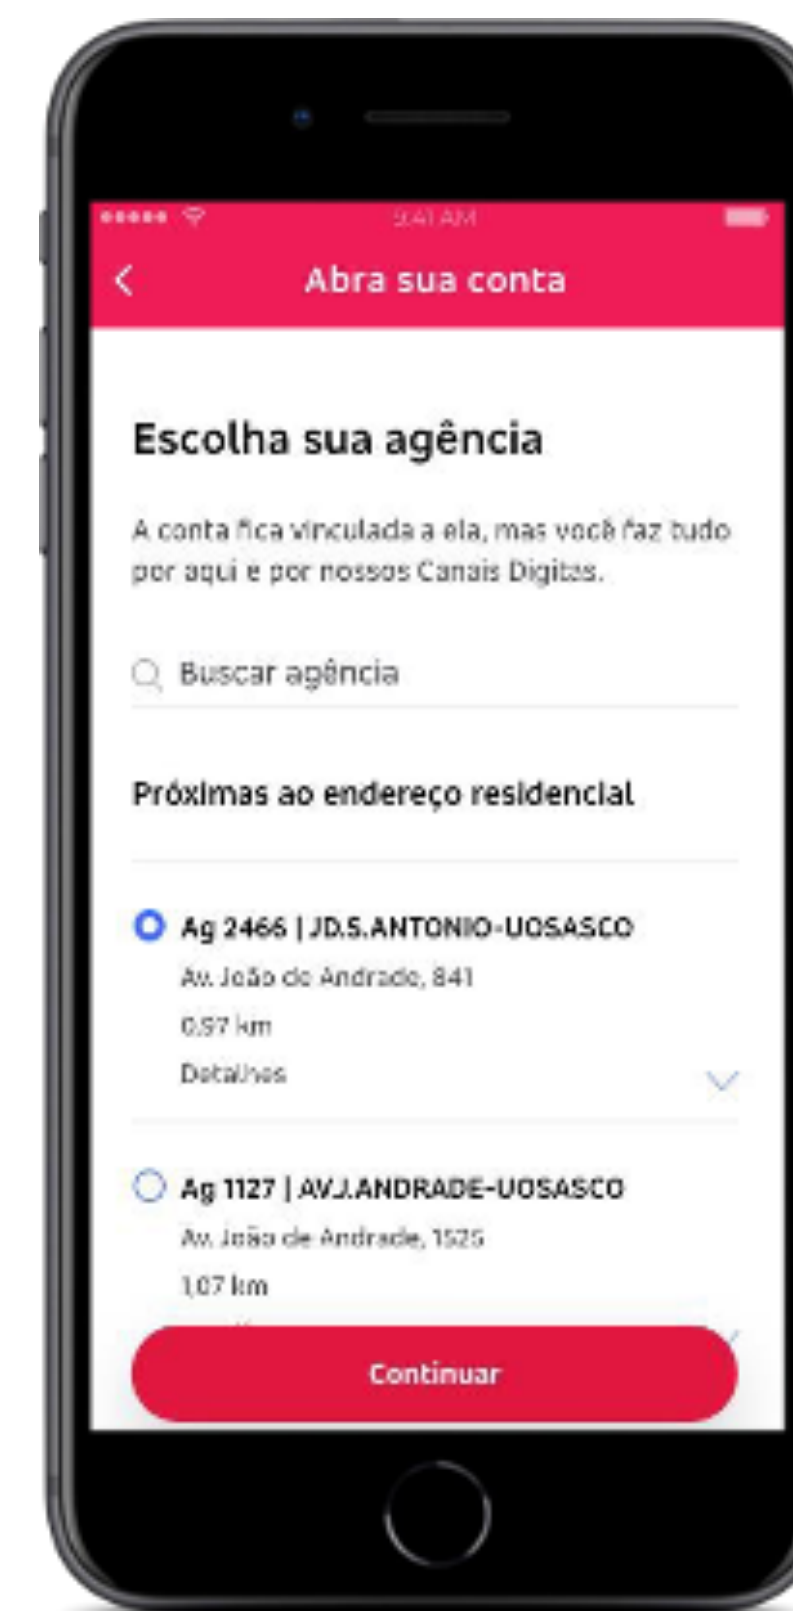 9:41 AM
Abra sua conta
Escolha sua agência
A conta fica vinculada a ela, mas você faz tudo
por aqui e por nossos Canais Digitas.
Buscar agência
Próximas ao endereço residencial
Ag 2466 | JD.S.ANTONIO-UOSASCO
Av. João de Andrade, 841
0,97 km
Detalhes
Ag 1127 | AV.J.ANDRADE-UOSASCO
Av. João de Andrade, 1525
1,07 km
Continuar